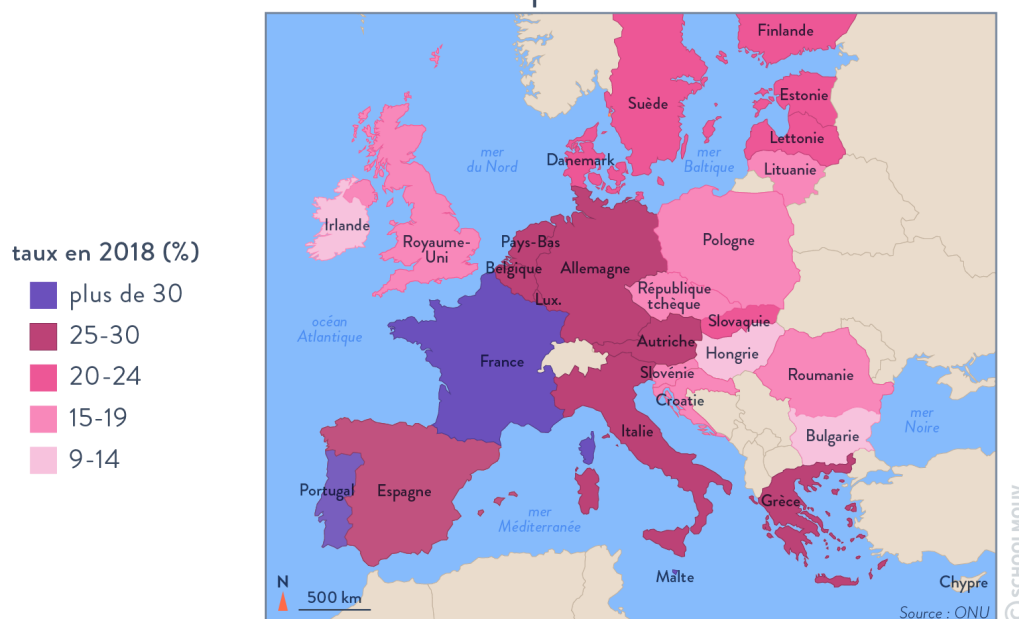 Finlande
Suède
Estonie
Lettonie
mer
du Nord
Danemark
mer
Baltique
Lituanie
Irlande
Royaume-
Uni
Pays-Bas
Pologne
taux en 2018 (%)
plus de 30
25-30
20-24
15-19
9-14
Belgique
Allemagne
République
tchèque
Lux.
océan
Atlantique
Slovaquie
Autriche
Hongrie
France
Slovénie
Roumanie
Croatie
mer
Noire
Italie
Bulgarie
Portugal
Espagne
Grèce
mer
Méditerranée
Malte
Chypre
N
500 km
Source : ONU